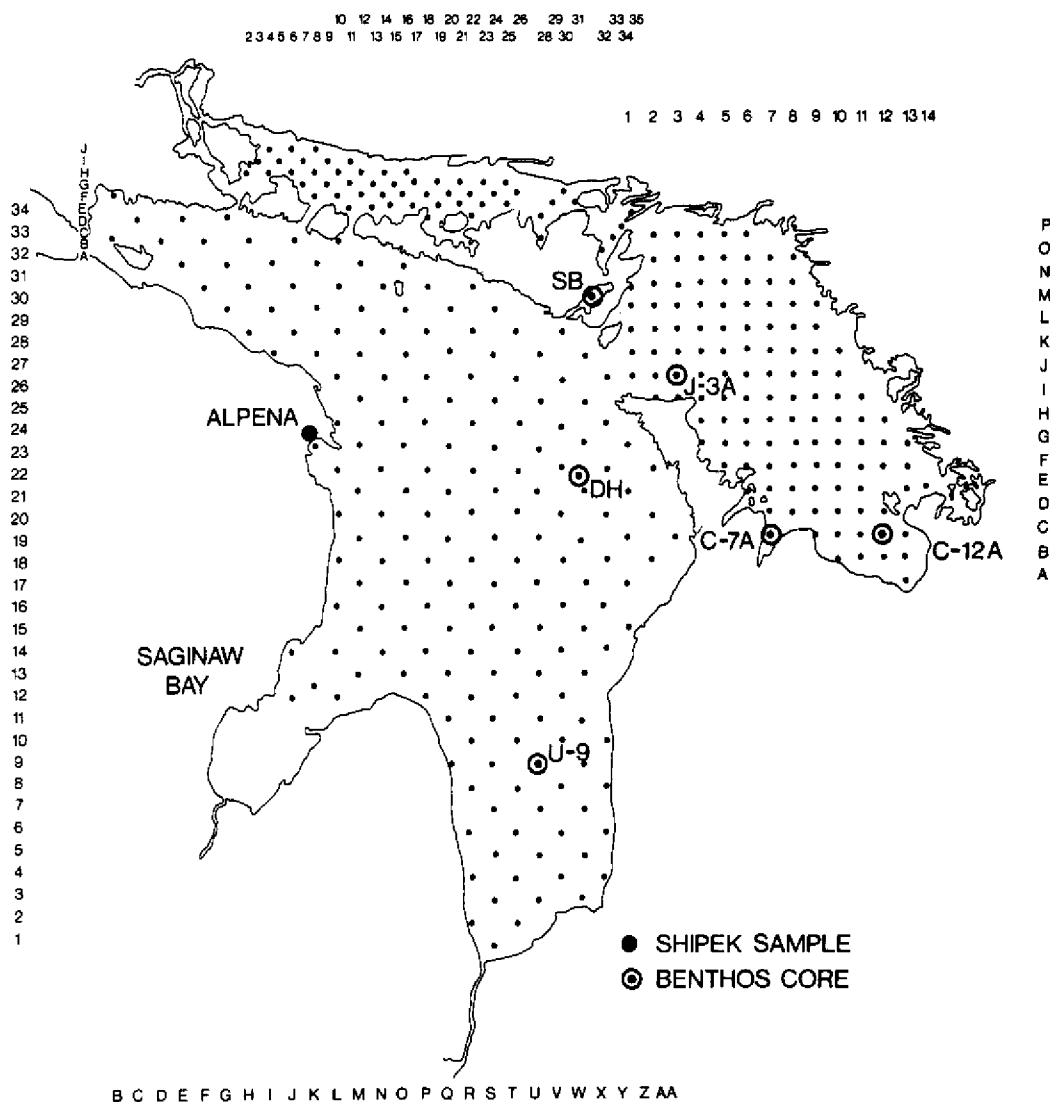 10 12 14 16 18 20 22 24 26 29 31 33 35
2 3 4 5 6 7 8 9 11 13 15 17 19 21 23 25 28 30 32 34
1 2 3 4 5 6 7 8 9 10 11 12 13 14
J
I
H
G
F
E
D
C
B
A
34
33
32
31
30
29
28
27
26
25
24
23
22
21
20
19
18
17
16
15
14
13
12
11
10
9
8
7
6
5
4
3
2
1
P
O
N
M
L
K
J
I
H
G
F
E
D
C
B
A
SB
J-3A
ALPENA
DH
C-7A
C-12A
SAGINAW
BAY
U-9
SHIPEK SAMPLE
BENTHOS CORE
B C D E F G H I J K L M N O P Q R S T U V W X Y Z AA